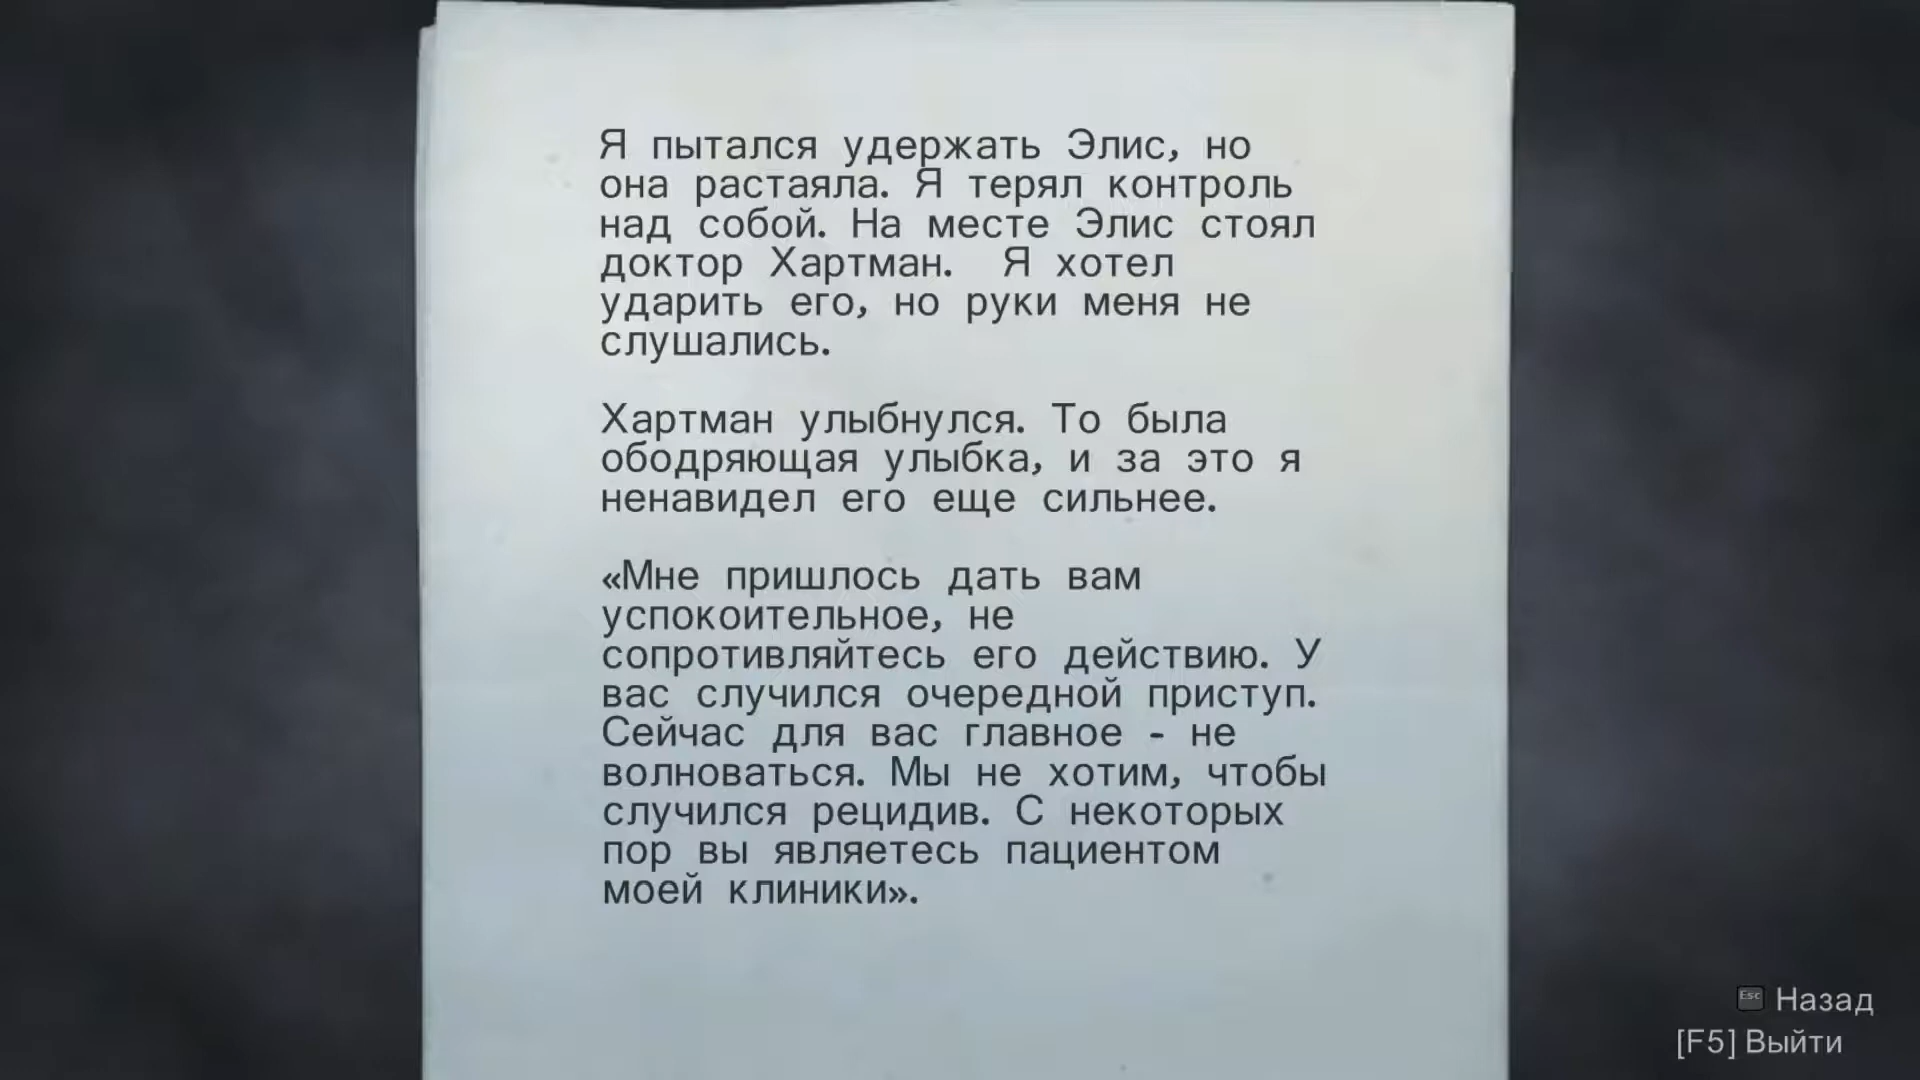 Я пытался удержать Элис, но
она растаяла. Я терял контроль
над собой. На месте Элис стоял
доктор Хартман.  Я хотел
ударить его, но руки меня не
слушались.
Хартман улыбнулся. То была
ободряющая улыбка, и за это я
ненавидел его еще сильнее.
«Мне пришлось дать вам
успокоительное, не
сопротивляйтесь его действию. У
вас случился очередной приступ.
Сейчас для вас главное - не
волноваться. Мы не хотим, чтобы
случился рецидив. С некоторых
пор вы являетесь пациентом
моей клиники».
Esc Назад
[F5] Выйти